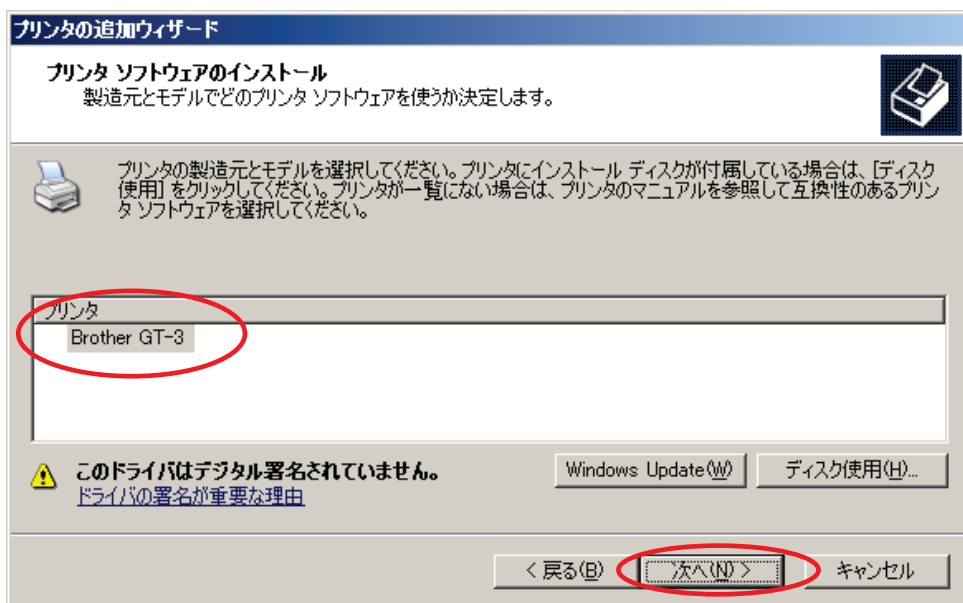 プリンタの追加ウィザード
プリンタ ソフトウェアのインストール
製造元とモデルでどのプリンタ ソフトウェアを使うか決定します。
プリンタの製造元とモデルを選択してください。プリンタにインストール ディスクが付属している場合は、[ディスク
使用] をクリックしてください。プリンタが一覧にない場合は、プリンタのマニュアルを参照して互換性のあるプリン
タ ソフトウェアを選択してください。
プリンタ
Brother GT-3
このドライバはデジタル署名されていません。
ドライバの署名が重要な理由
Windows Update(W)
ディスク使用(H)...
< 戻る(B)
次へ(N) >
キャンセル